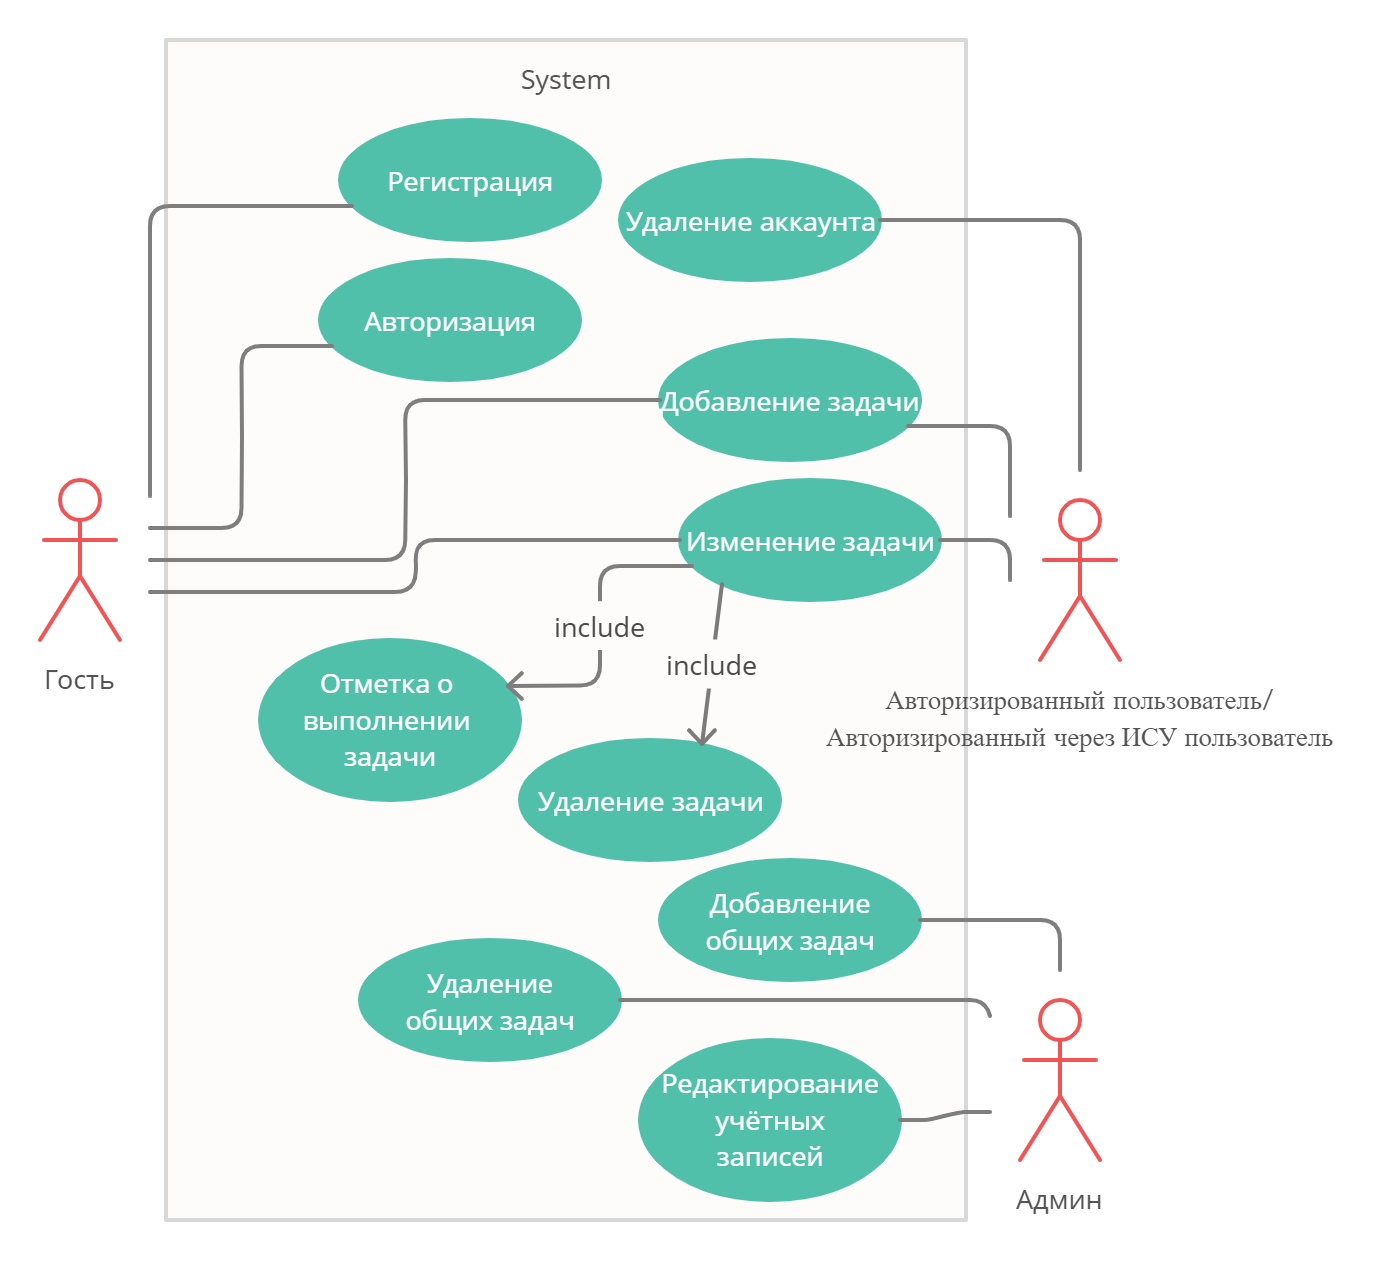 System
Регистрация
Удаление аккаунта
Авторизация
Добавление задачи
Изменение задачи
include
include
Гость
Отметка о
выполнении
задачи
Авторизированный пользователь/
Авторизированный через ИСУ пользователь
Удаление задачи
Добавление
общих задач
Удаление
общих задач
Редактирование
учётных
записей
Админ